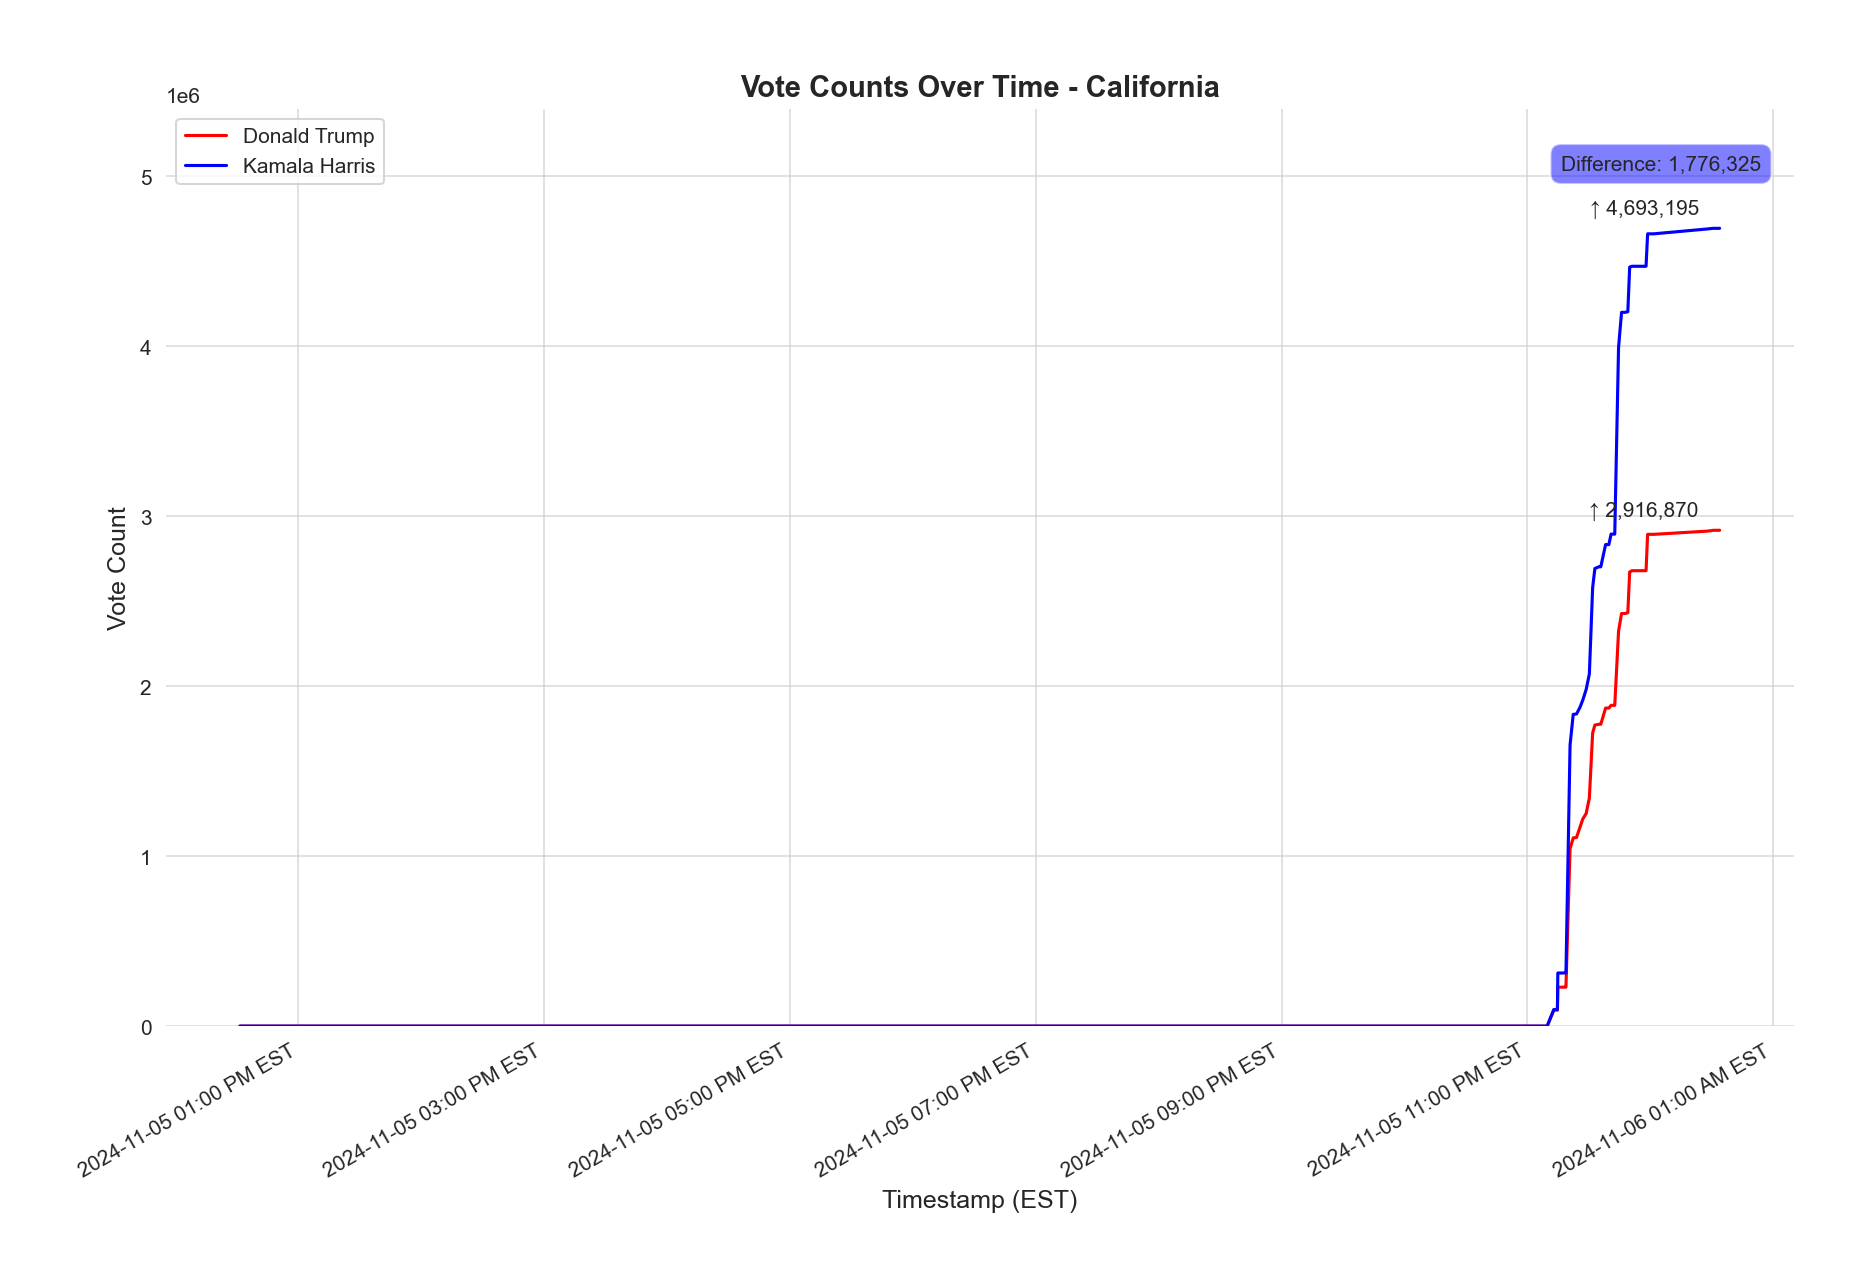 Vote Counts Over Time - California
1e6
Donald Trump
Kamala Harris
Difference: 1,776,325
↑ 4,693,195
↑ 2,916,870
5
4
3
2
1
0
Vote Count
2024-11-05 01:00 PM EST
2024-11-05 03:00 PM EST
2024-11-05 05:00 PM EST
2024-11-05 07:00 PM EST
2024-11-05 09:00 PM EST
2024-11-05 11:00 PM EST
2024-11-06 01:00 AM EST
Timestamp (EST)